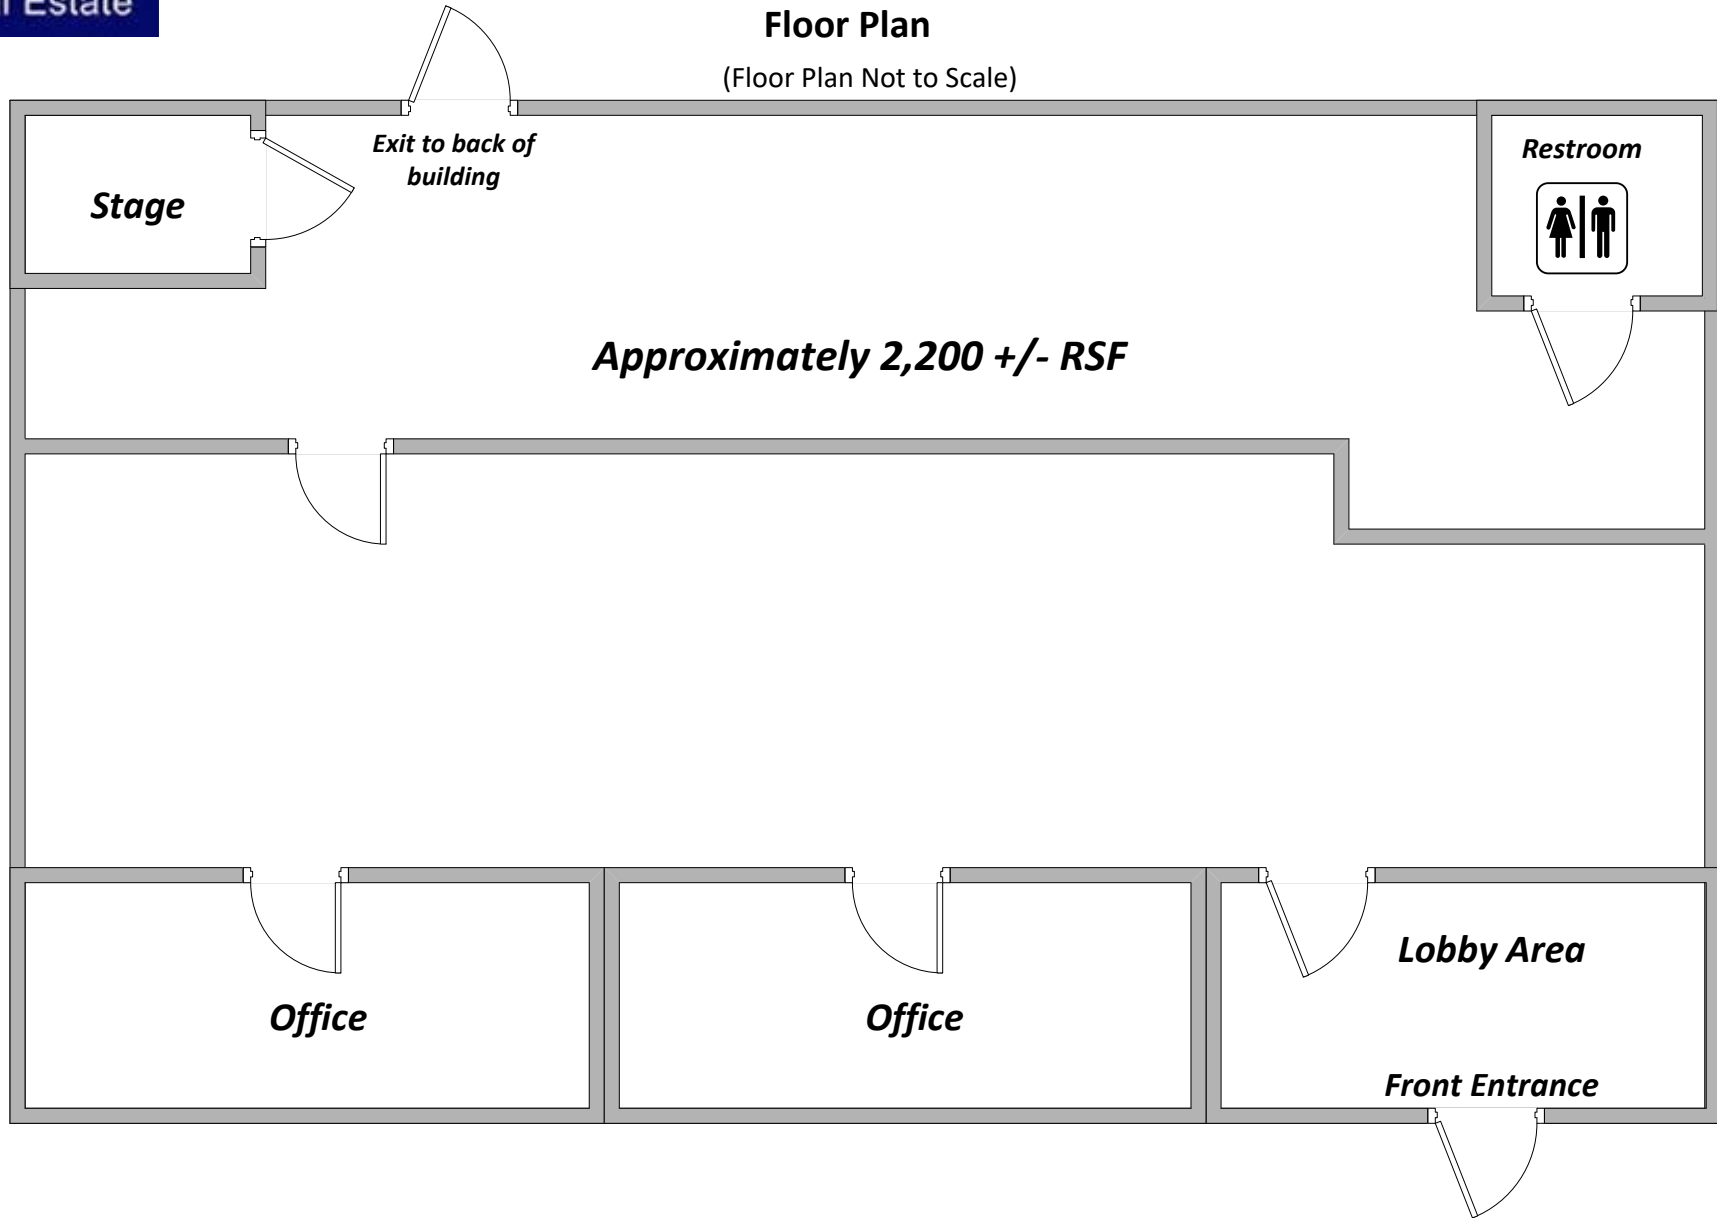 Estate
Floor Plan
(Floor Plan Not to Scale)
Exit to back of
building
Restroom
Stage
Approximately 2,200 +/- RSF
Lobby Area
Office
Office
Front Entrance